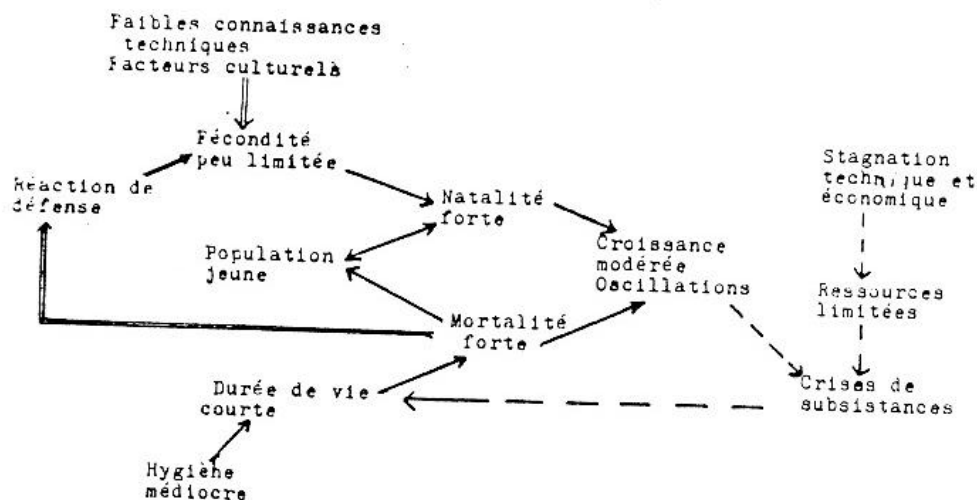 Faibles connaissances
techniques
Facteurs culturels
Fécondité
peu limitée
Réaction de
défense
Natalité
forte
Population
jeune
Croissance
modérée
Oscillations
Stagnation
technique et
économique
Ressources
limitées
Mortalité
forte
Durée de vie
courte
Crises de
subsistances
Hygiène
médiocre